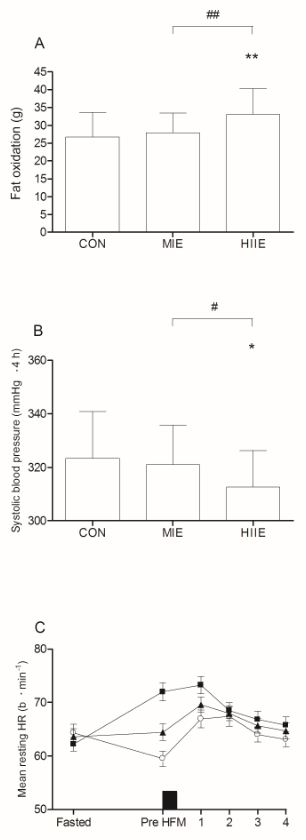 A
##
**
Fat oxidation (g)
45
40
35
30
25
20
15
10
5
0
CON MIE HIIE
B
#
*
Systolic blood pressure (mmHg · 4 h)
360
340
320
300
CON MIE HIIE
C
Mean resting HR (b · min⁻¹)
80
70
60
50
Fasted Pre HFM 1 2 3 4